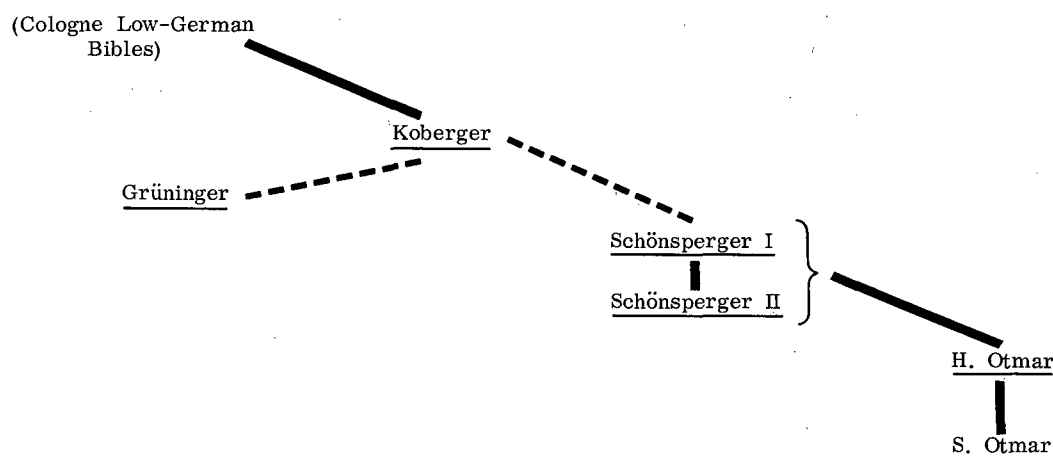 (Cologne Low-German
Bibles)
Koberger
Grüninger
Schönsperger I
Schönsperger II
H. Otmar
S. Otmar